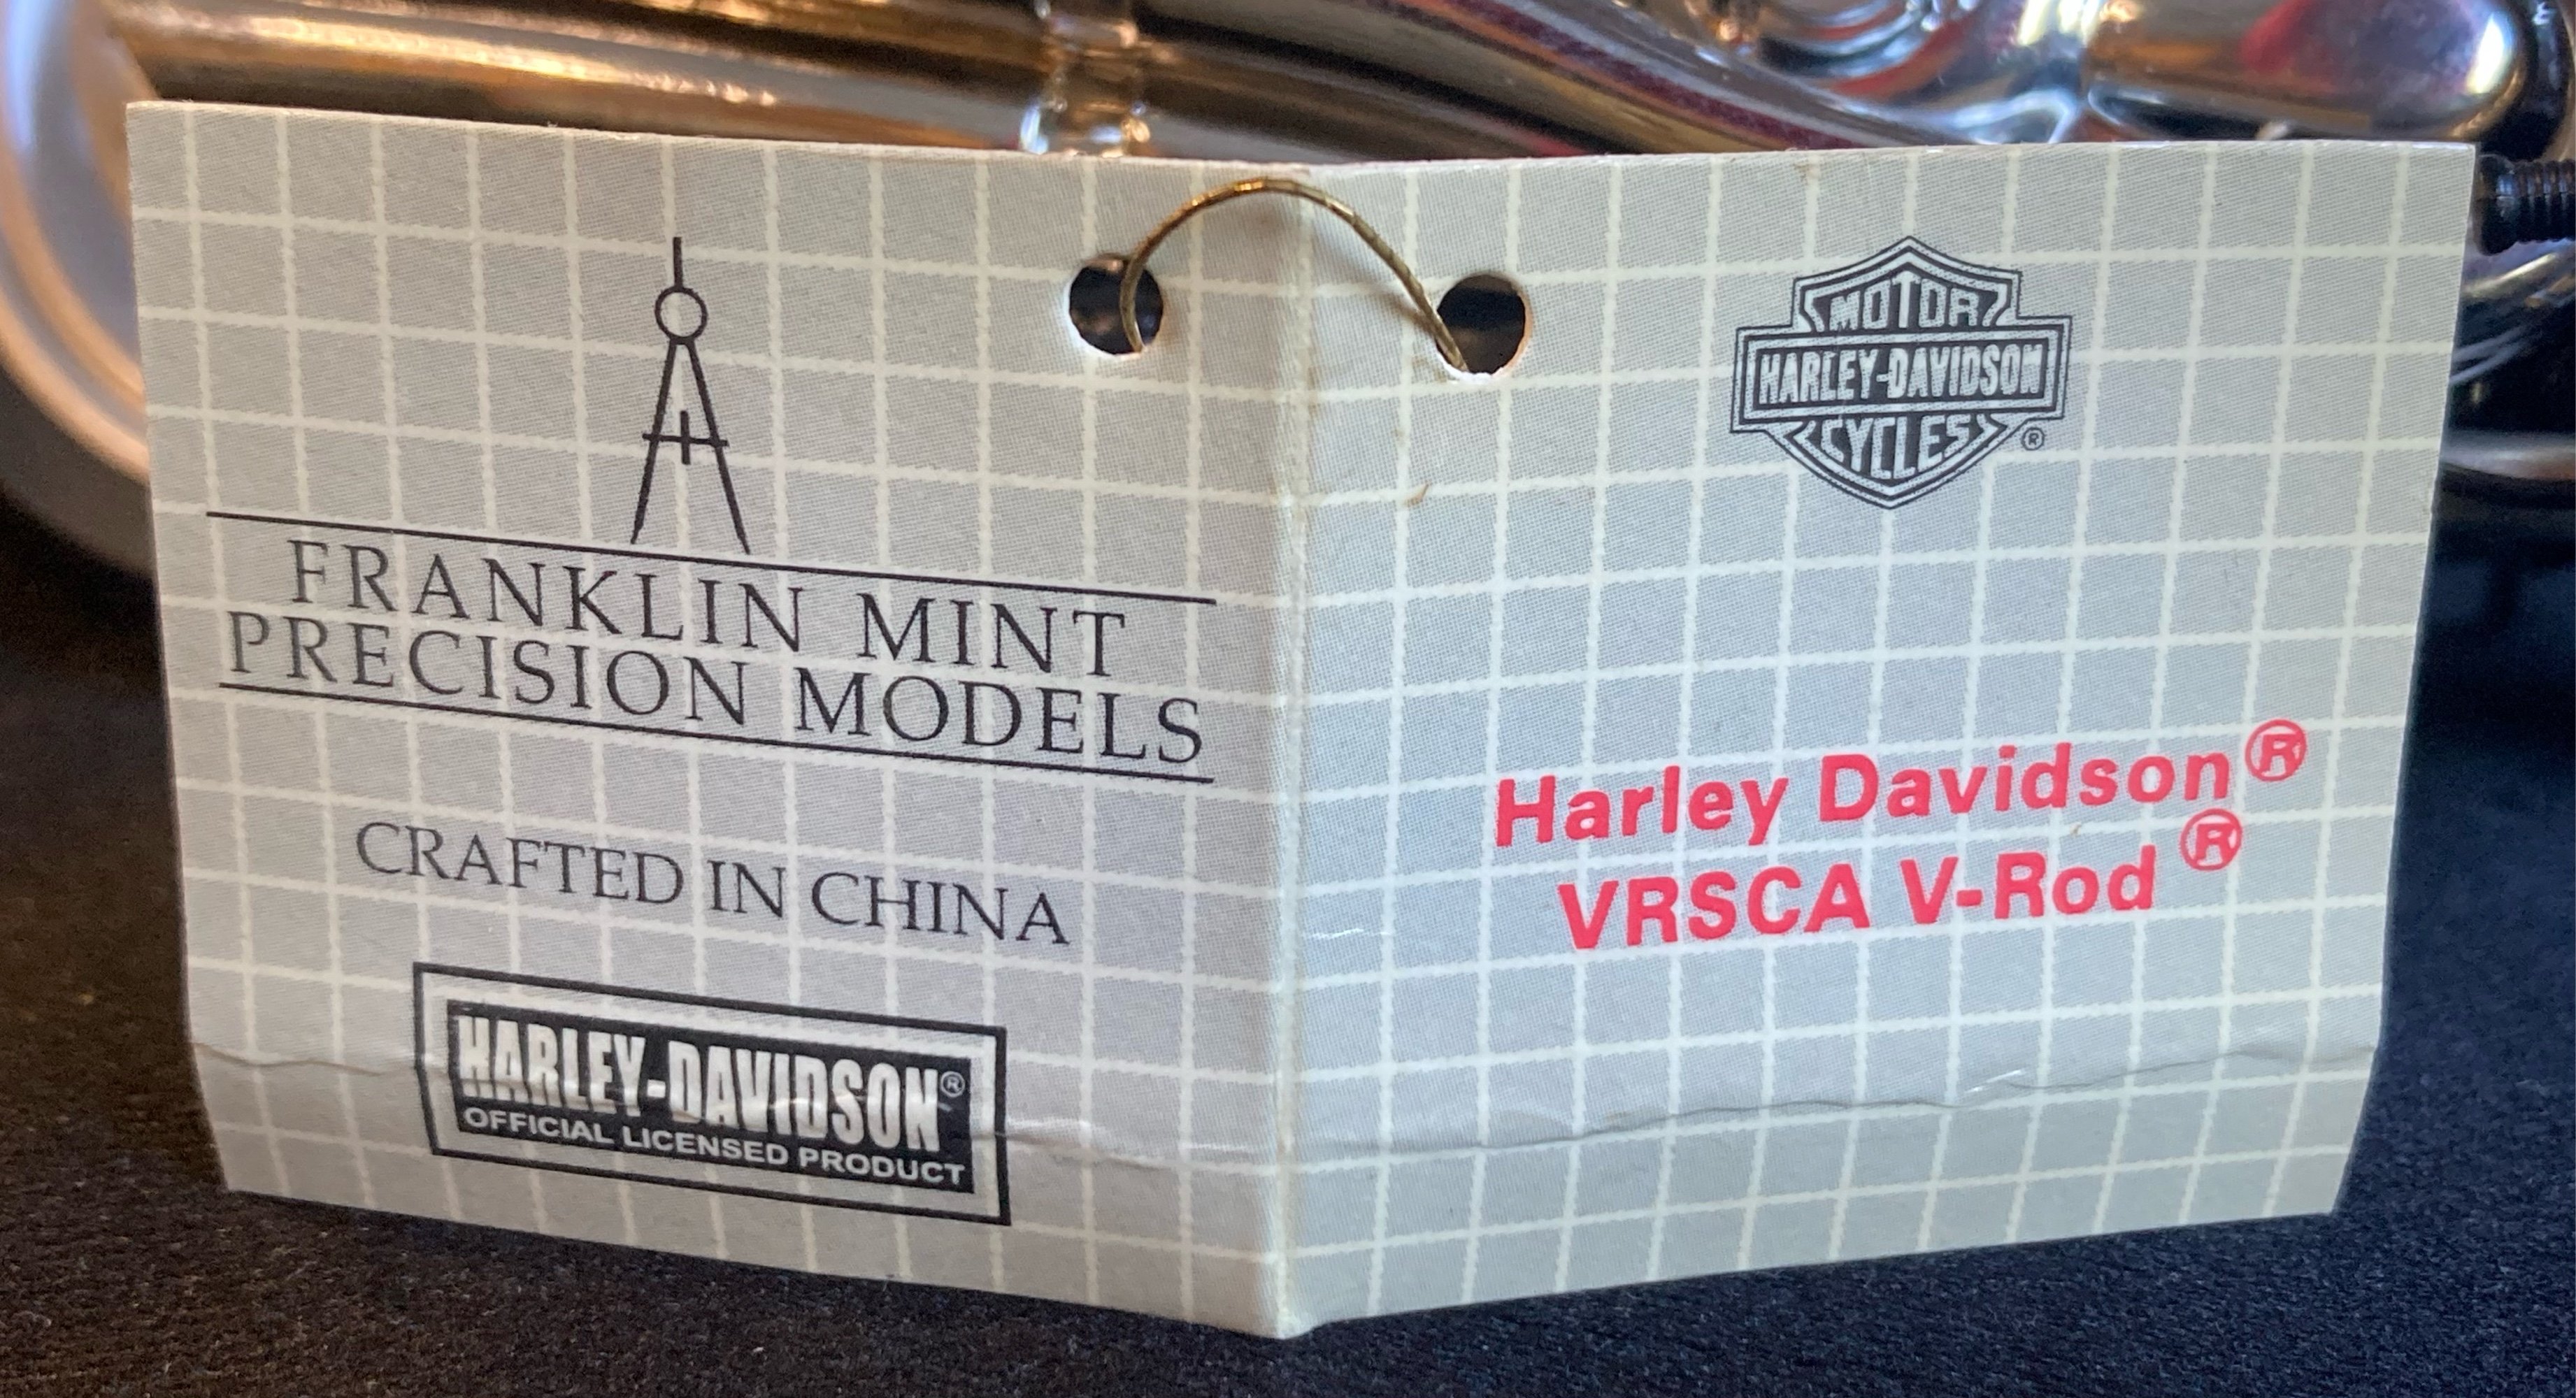 FRANKLIN MINT
PRECISION MODELS
CRAFTED IN CHINA
HARLEY-DAVIDSON®
OFFICIAL LICENSED PRODUCT
MOTOR
HARLEY-DAVIDSON
CYCLES®
Harley Davidson®
VRSCA V-Rod®